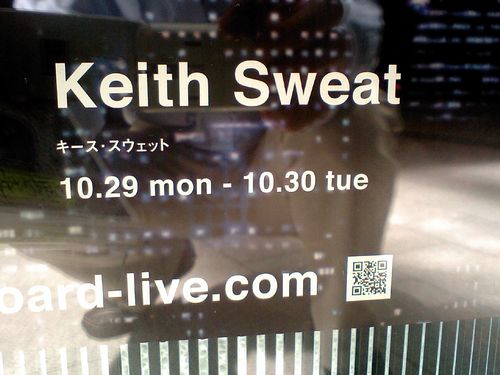 Keith Sweat
キース・スウェット
10.29 mon - 10.30 tue
oard-live.com